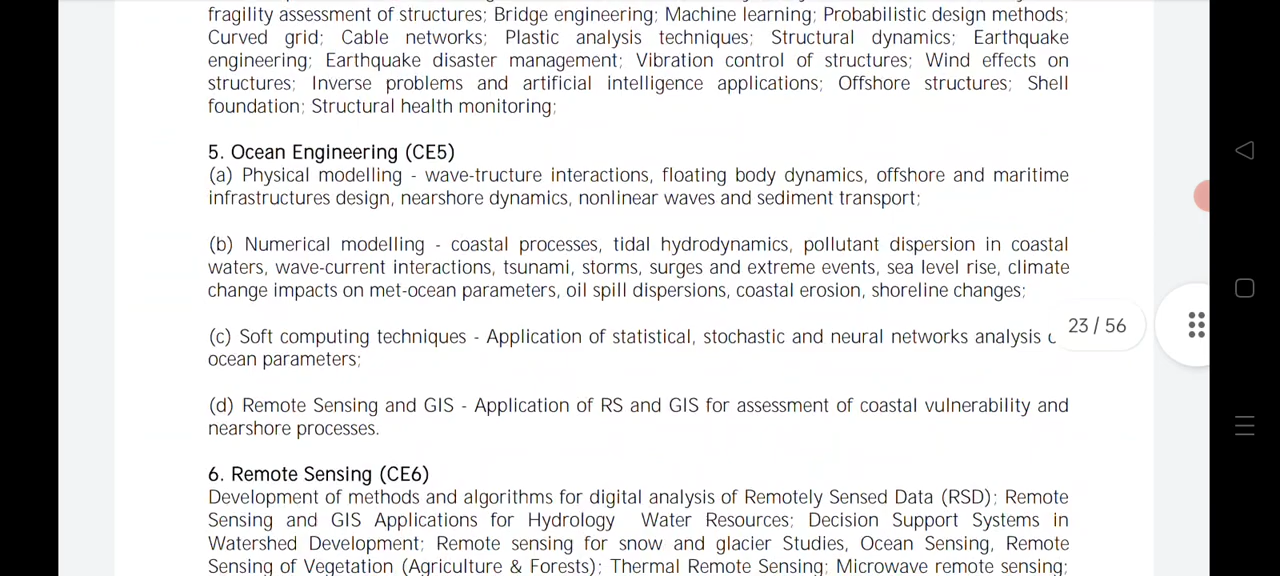 fragility assessment of structures; Bridge engineering; Machine learning; Probabilistic design methods;
Curved grid; Cable networks; Plastic analysis techniques; Structural dynamics; Earthquake
engineering; Earthquake disaster management; Vibration control of structures; Wind effects on
structures; Inverse problems and artificial intelligence applications; Offshore structures; Shell
foundation; Structural health monitoring;
5. Ocean Engineering (CE5)
(a) Physical modelling - wave-tructure interactions, floating body dynamics, offshore and maritime
infrastructures design, nearshore dynamics, nonlinear waves and sediment transport;
(b) Numerical modelling - coastal processes, tidal hydrodynamics, pollutant dispersion in coastal
waters, wave-current interactions, tsunami, storms, surges and extreme events, sea level rise, climate
change impacts on met-ocean parameters, oil spill dispersions, coastal erosion, shoreline changes;
23 / 56
(c) Soft computing techniques - Application of statistical, stochastic and neural networks analysis
ocean parameters;
(d) Remote Sensing and GIS - Application of RS and GIS for assessment of coastal vulnerability and
nearshore processes.
6. Remote Sensing (CE6)
Development of methods and algorithms for digital analysis of Remotely Sensed Data (RSD); Remote
Sensing and GIS Applications for Hydrology Water Resources; Decision Support Systems in
Watershed Development; Remote sensing for snow and glacier Studies, Ocean Sensing, Remote
Sensing of Vegetation (Agriculture & Forests); Thermal Remote Sensing; Microwave remote sensing;